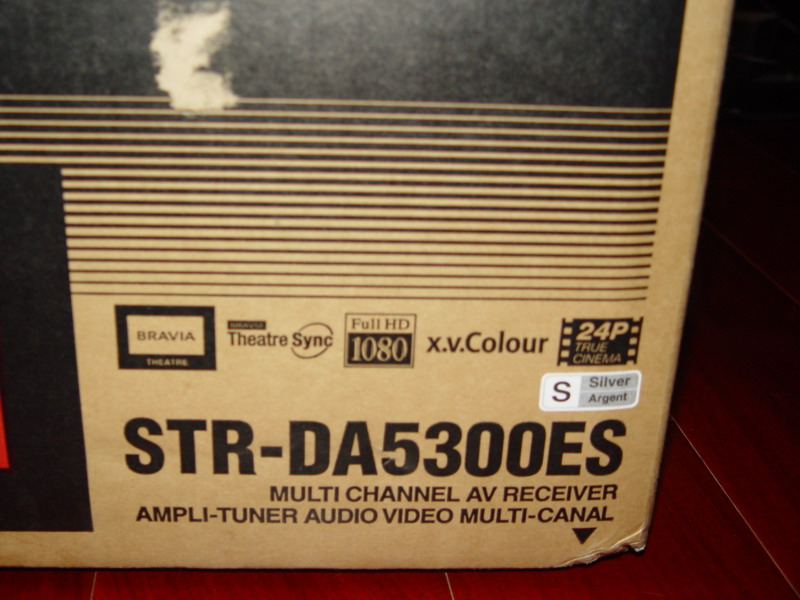 BRAVIA
THEATRE
BRAVIA
Theatre Sync
Full HD
1080
x.v.Colour
24P
TRUE
CINEMA
S Silver
Argent
STR-DA5300ES
MULTI CHANNEL AV RECEIVER
AMPLI-TUNER AUDIO VIDEO MULTI-CANAL